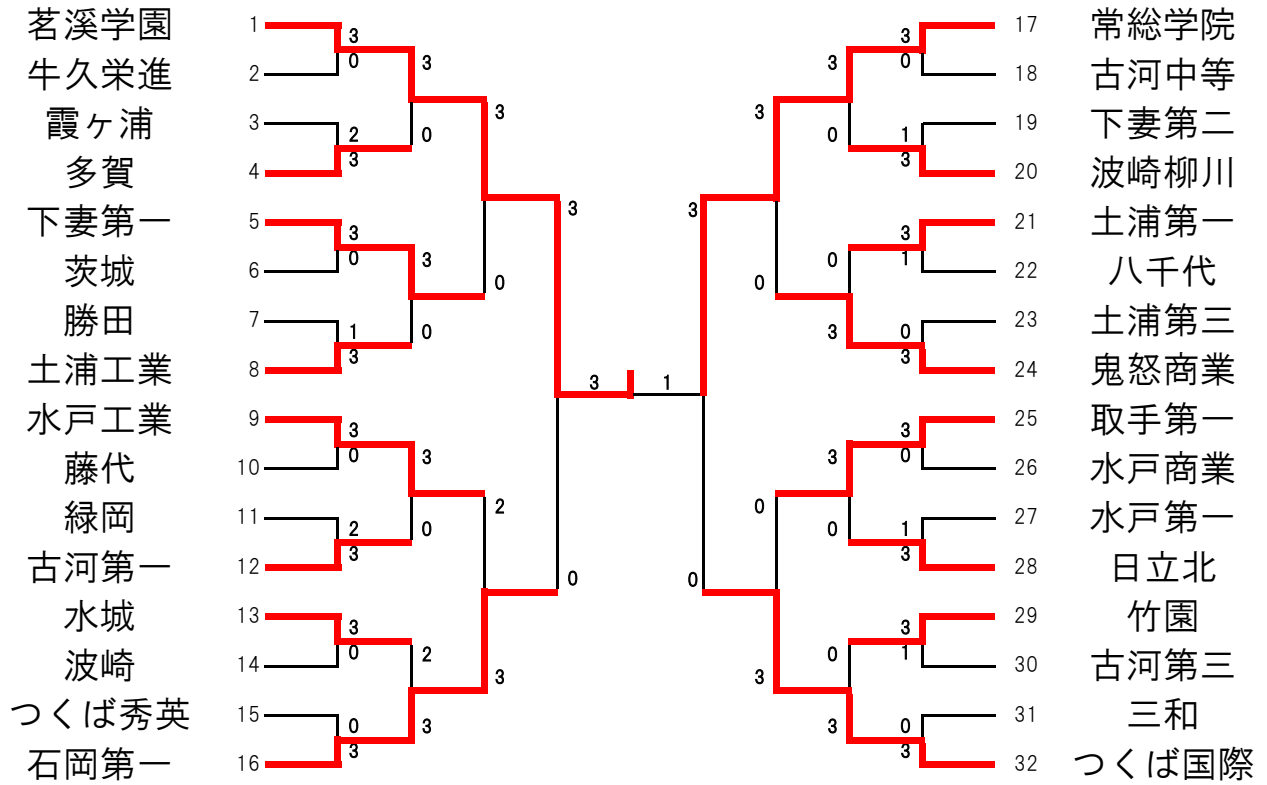 茗溪学園 1 3 17 常総学院
牛久栄進 2 0 3 3 0 18 古河中等
霞ヶ浦 3 2 0 3 3 0 1 19 下妻第二
多賀 4 3 3 20 波崎柳川
下妻第一 5 3 3 3 3 21 土浦第一
茨城 6 0 3 0 0 0 1 22 八千代
勝田 7 1 0 3 0 23 土浦第三
土浦工業 8 3 3 24 鬼怒商業
3 1
水戸工業 9 3 3 25 取手第一
藤代 10 0 3 3 0 26 水戸商業
緑岡 11 2 0 2 0 0 1 27 水戸第一
古河第一 12 3 0 0 3 28 日立北
水城 13 3 3 29 竹園
波崎 14 0 2 3 3 0 1 30 古河第三
つくば秀英 15 0 3 3 0 31 三和
石岡第一 16 3 3 32 つくば国際